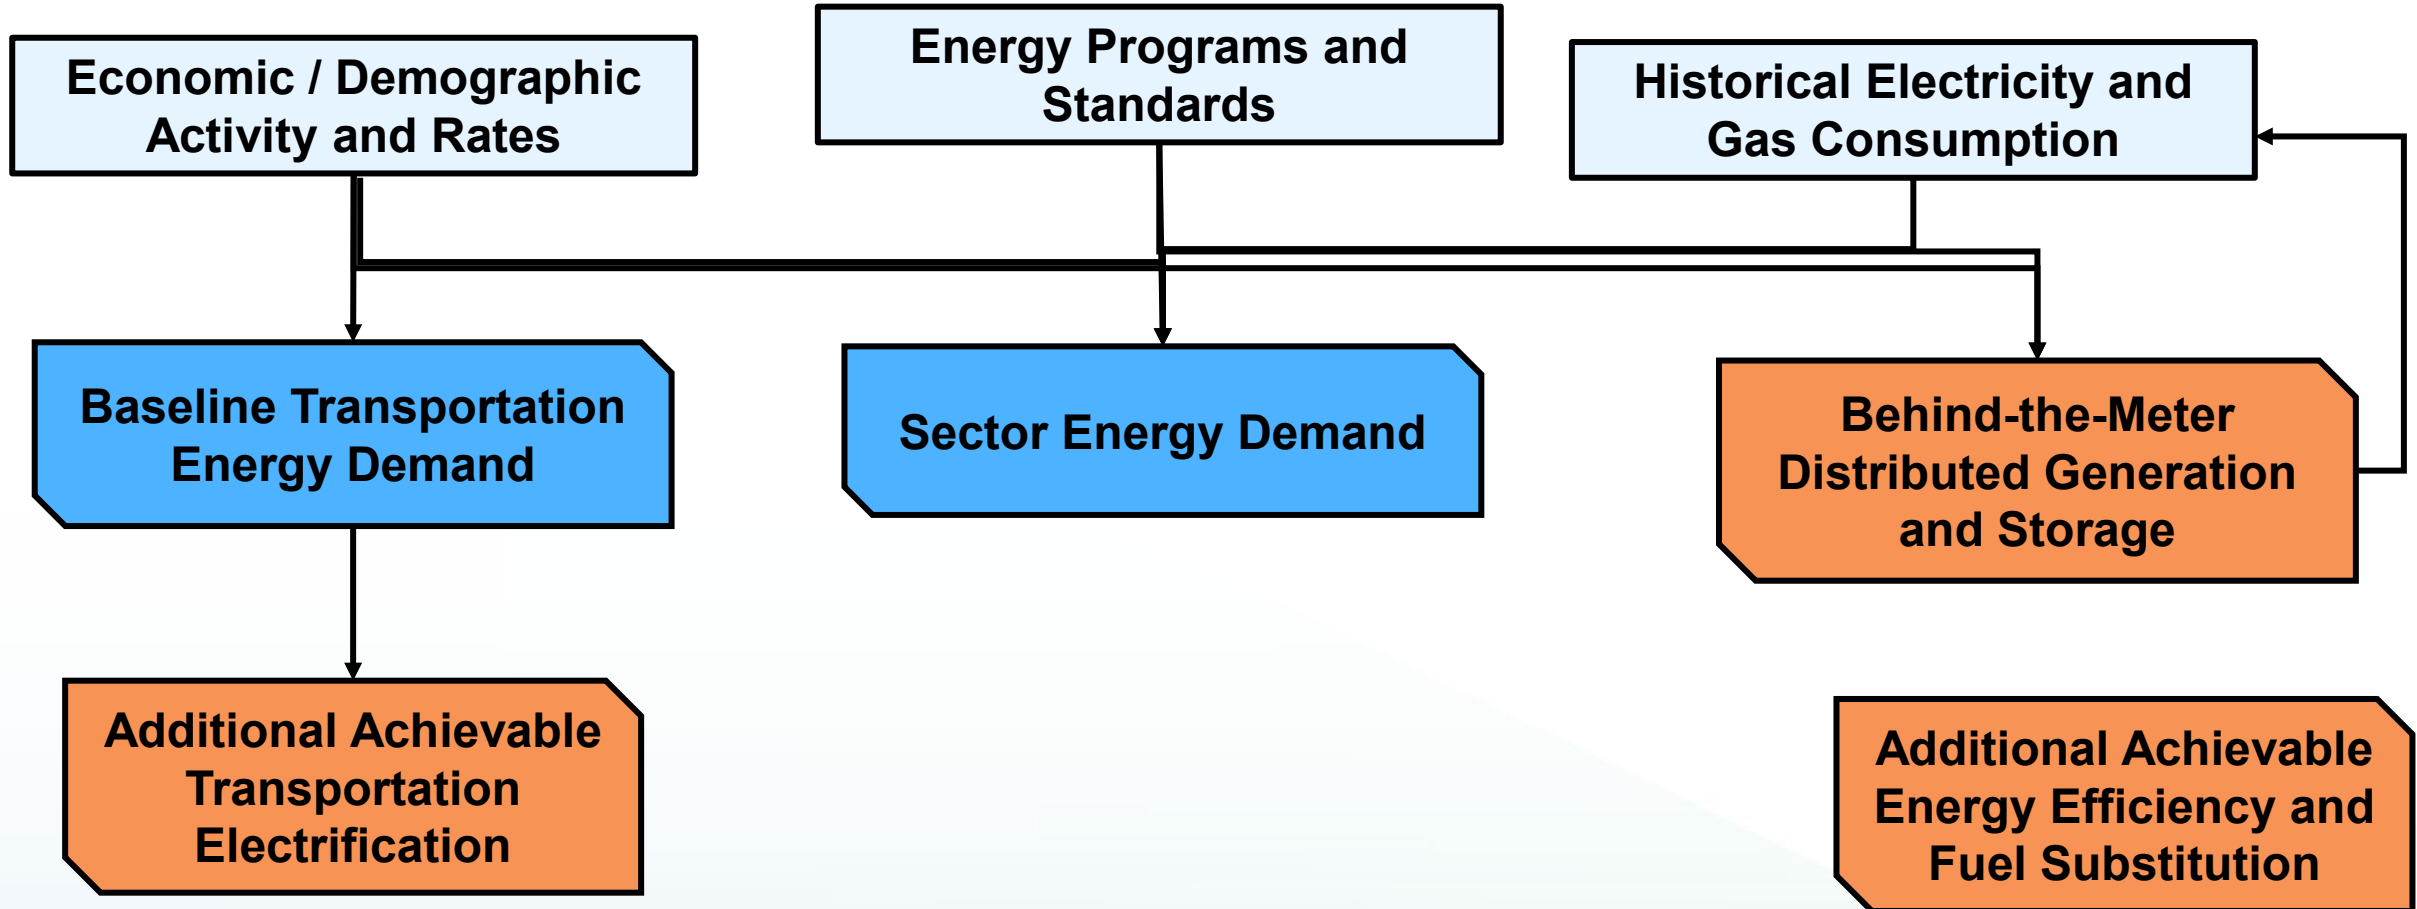 Economic / Demographic
Activity and Rates
Energy Programs and
Standards
Historical Electricity and
Gas Consumption
Baseline Transportation
Energy Demand
Sector Energy Demand
Behind-the-Meter
Distributed Generation
and Storage
Additional Achievable
Transportation
Electrification
Additional Achievable
Energy Efficiency and
Fuel Substitution